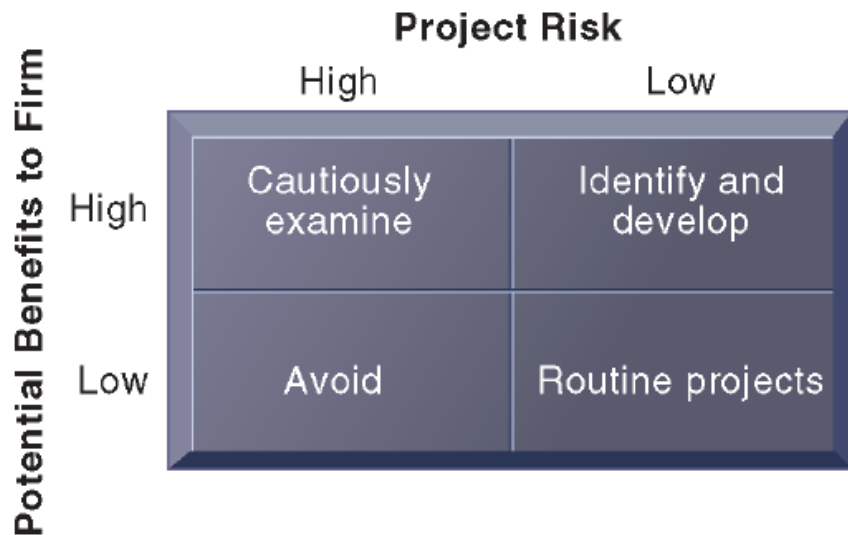 Project Risk
High Low
Potential Benefits to Firm
High
Cautiously
examine
Identify and
develop
Low
Avoid
Routine projects